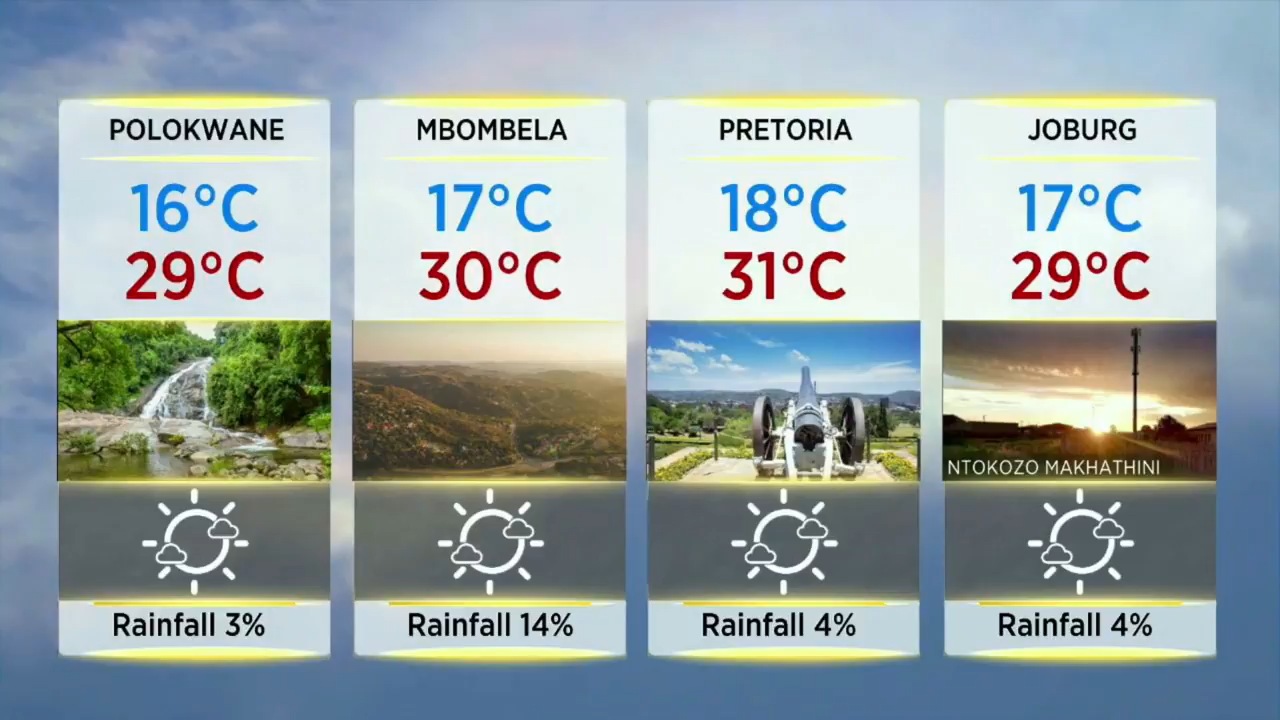 POLOKWANE
16°C
29°C
Rainfall 3%
MBOMBELA
17°C
30°C
Rainfall 14%
PRETORIA
18°C
31°C
Rainfall 4%
JOBURG
17°C
29°C
NTOKOZO MAKHATHINI
Rainfall 4%